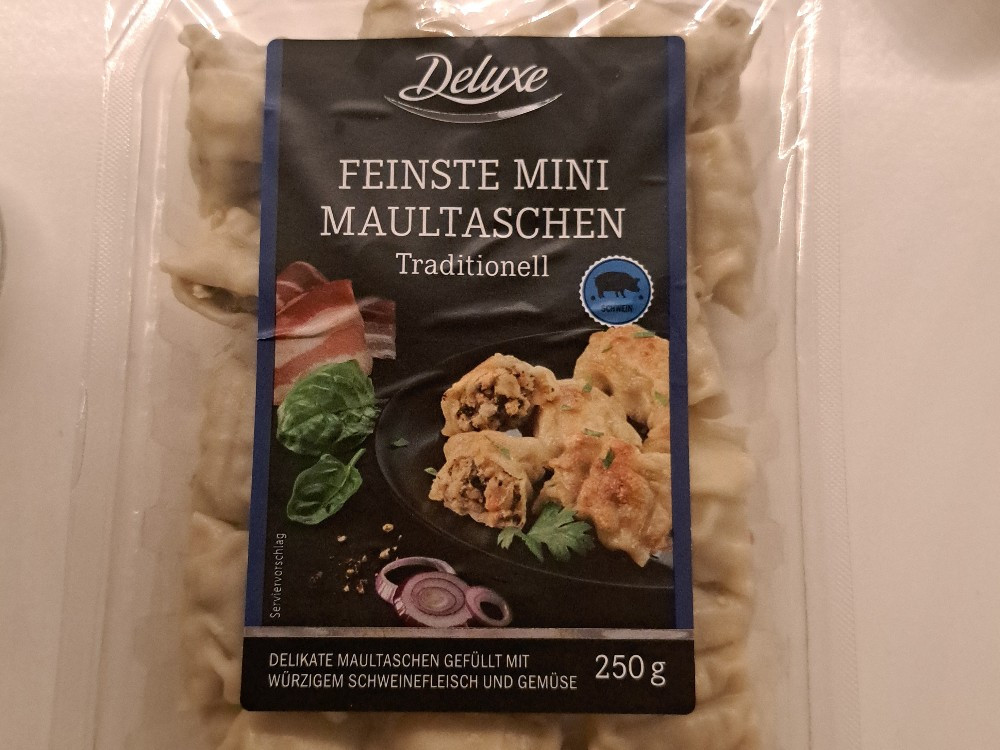 Deluxe
FEINSTE MINI
MAULTASCHEN
Traditionell
SCHWEIN
Serviervorschlag
DELIKATE MAULTASCHEN GEFÜLLT MIT
WÜRZIGEM SCHWEINEFLEISCH UND GEMÜSE
250 g